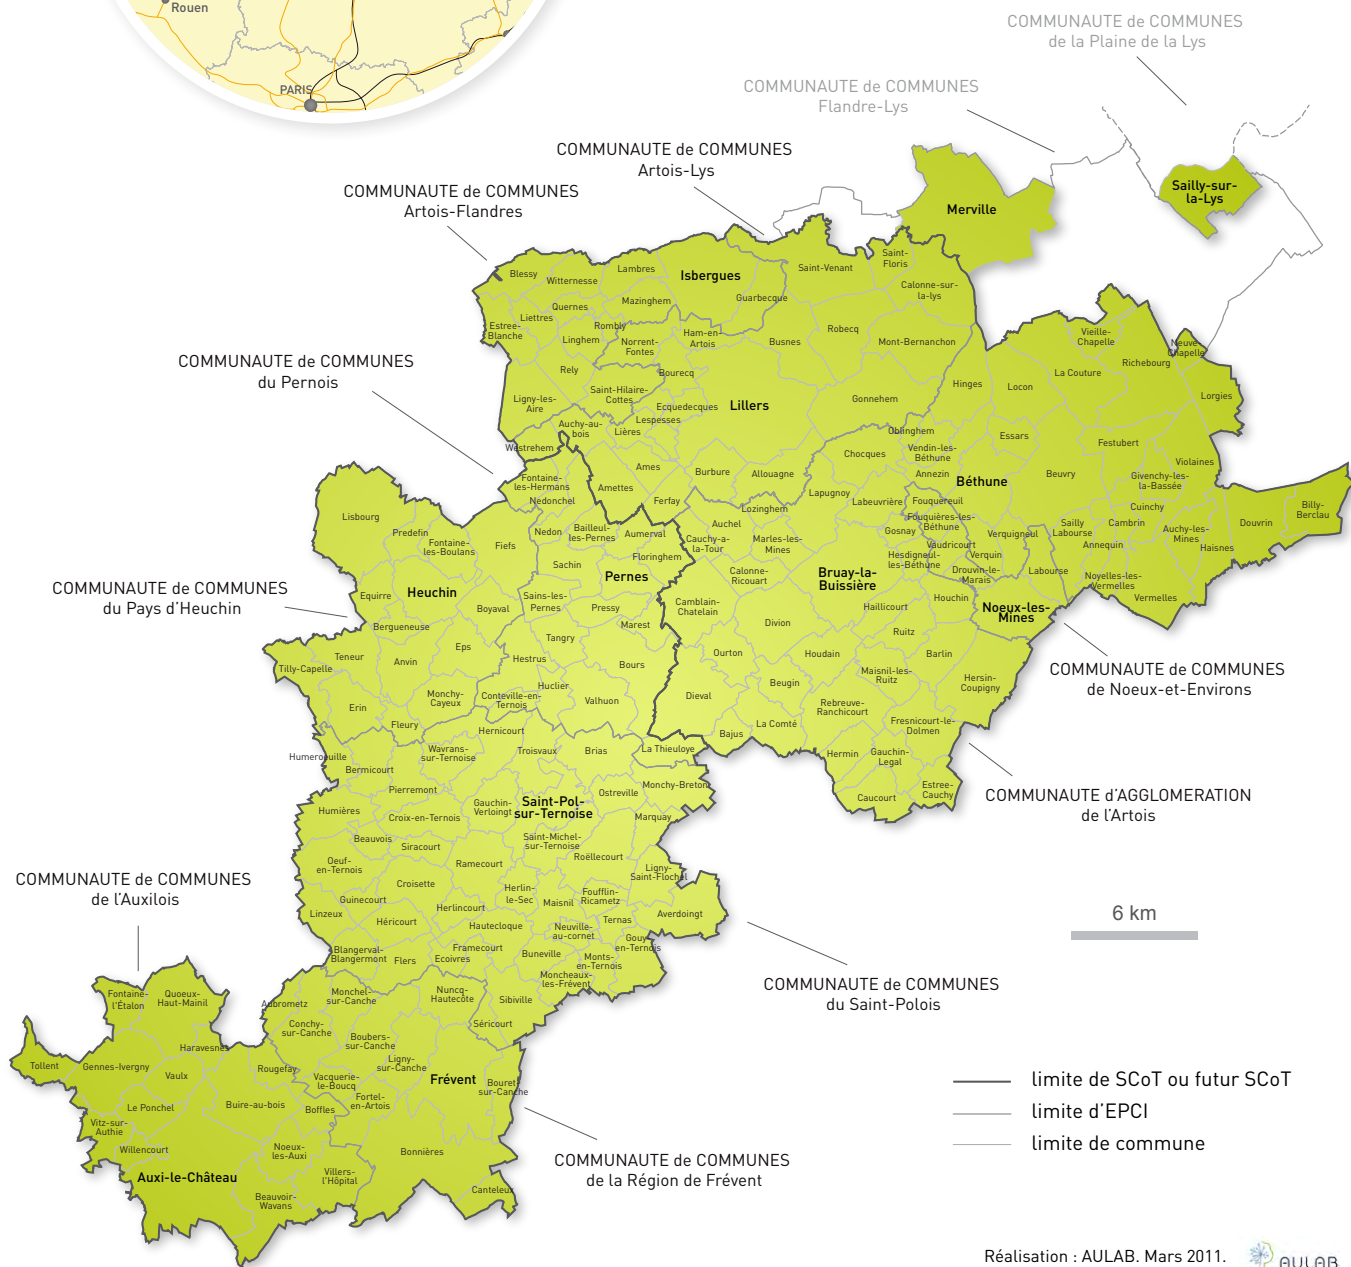 Rouen
PARIS
COMMUNAUTE de COMMUNES
de la Plaine de la Lys
COMMUNAUTE de COMMUNES
Flandre-Lys
COMMUNAUTE de COMMUNES
Artois-Lys
COMMUNAUTE de COMMUNES
Artois-Flandres
Merville
Sailly-sur-
la-Lys
Blessy
Witternesse
Lambres
Isbergues
Saint-Venant
Saint-
Floris
Calonne-sur-
la-lys
Quernes
Mazinghem
Guarbecque
Liettres
Estree-
Blanche
Rombly
Linghem
Norrent-
Fontes
Ham-en-
Artois
Busnes
Robecq
Mont-Bernanchon
Vieille-
Chapelle
Richebourg
Neuve
Chapelle
La Couture
Lorgies
COMMUNAUTE de COMMUNES
du Pernois
Rely
Bourecq
Saint-Hilaire-
Cottes
Ligny-les-
Aire
Ecquedecques
Lillers
Lespesses
Lières
Auchy-au-
bois
Westrehem
Gonnehem
Hinges
Locon
Essars
Festubert
Oblinghem
Vendin-les-
Béthune
Annezin
Chocques
Béthune
Beuvry
Violaines
Givenchy-les-
la-Bassée
Cuinchy
Ames
Amettes
Ferfay
Burbure
Allouagne
Lapugnoy
Labeuvrière
Lozinghem
Fontaine-
les-Hermans
Nedonchel
Nedon
Bailleul-
les-Pernes
Aumerval
Floringhem
Auchel
Cauchy-a-
la-Tour
Marles-les-
Mines
Fouquereuil
Fouquières-les-
Béthune
Gosnay
Vaudricourt
Hesdigneul-
les-Béthune
Verquigneul
Verquin
Drouvin-le-
Marais
Sailly
Labourse
Labourse
Cambrin
Annequin
Auchy-les-
Mines
Haisnes
Douvrin
Billy-
Berclau
Noyelles-les-
Vermelles
Vermelles
Lisbourg
Predefin
Fontaine-
les-Boulans
Fiefs
Sachin
Pernes
Calonne-
Ricouart
Bruay-la-
Buissière
Houchin
Noeux-les-
Mines
COMMUNAUTE de COMMUNES
du Pays d'Heuchin
Equirre
Heuchin
Boyaval
Sains-les-
Pernes
Pressy
Marest
Camblain-
Chatelain
Divion
Haillicourt
Ruitz
Bergueneuse
Tangry
Teneur
Anvin
Eps
Hestrus
Bours
Ourton
Houdain
Maisnil-les-
Ruitz
Barlin
Hersin-
Coupigny
COMMUNAUTE de COMMUNES
de Noeux-et-Environs
Tilly-Capelle
Huclier
Conteville-en-
Ternois
Valhuon
Monchy-
Cayeux
Dieval
Beugin
Rebreuve-
Ranchicourt
Erin
Fleury
La Comté
Bajus
Fresnicourt-le-
Dolmen
Hernicourt
Troisvaux
Brias
La Thieuloye
Hermin
Gauchin-
Legal
Wavrans-
sur-Ternoise
Bermicourt
Pierremont
Monchy-Breton
Ostreville
Caucourt
Estree-
Cauchy
COMMUNAUTE d'AGGLOMERATION
de l'Artois
Humières
Gauchin-
Verloingt
Saint-Pol-
sur-Ternoise
Marquay
Croix-en-Ternois
Beauvois
Siracourt
Saint-Michel-
sur-Ternoise
Roëllecourt
Oeuf-
en-Ternois
Ramecourt
Ligny-
Saint-Flochel
COMMUNAUTE de COMMUNES
de l'Auxilois
Croisette
Herlin-
le-Sec
Maisnil
Foufflin-
Ricametz
Guinecourt
Linzeux
Héricourt
Herlincourt
Ternas
Averdoingt
6 km
Hautecloque
Neuville-
au-cornet
Gouy-
en-Ternois
Blangerval-
Blangermont
Flers
Framecourt
Ecoivres
Buneville
Monts-
en-Ternois
Moncheaux-
les-Frévent
COMMUNAUTE de COMMUNES
du Saint-Polois
Fontaine-
l'Étalon
Quoeux-
Haut-Mainil
Aubrometz
Monchel-
sur-Canche
Nuncq-
Hautecôte
Sibiville
Séricourt
Conchy-
sur-Canche
Boubers-
sur-Canche
Haravesnes
Ligny-
sur-Canche
Tollent
Gennes-Ivergny
Vaulx
Rougefay
Vacquerie-
le-Boucq
Frévent
Bouret-
sur-Canche
Le Ponchel
Buire-au-bois
Boffles
Fortel-
en-Artois
Vitz-sur-
Authie
Willencourt
Noeux-
les-Auxi
Bonnières
Auxi-le-Château
Villers-
l'Hôpital
Beauvoir-
Wavans
Canteleux
COMMUNAUTE de COMMUNES
de la Région de Frévent
limite de SCoT ou futur SCoT
limite d'EPCI
limite de commune
Réalisation : AULAB. Mars 2011.
AULAB